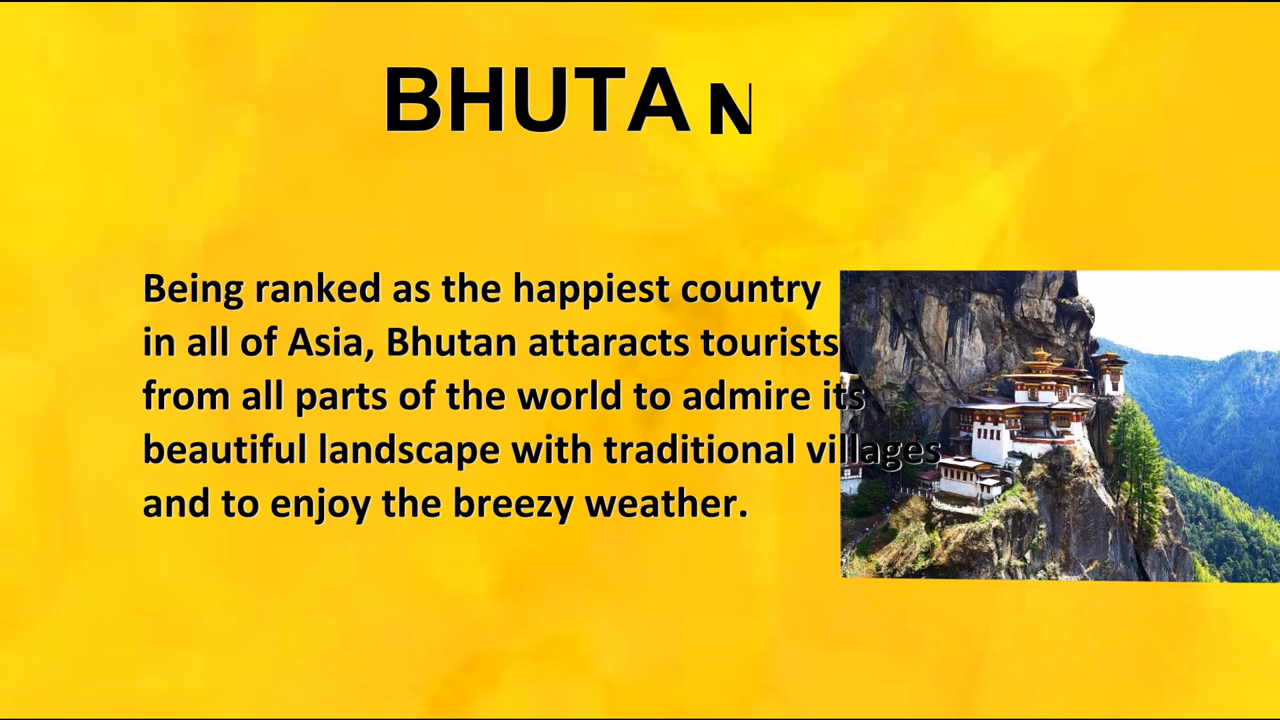 BHUTAN
Being ranked as the happiest country
in all of Asia, Bhutan attaracts tourists
from all parts of the world to admire its
beautiful landscape with traditional villages
and to enjoy the breezy weather.